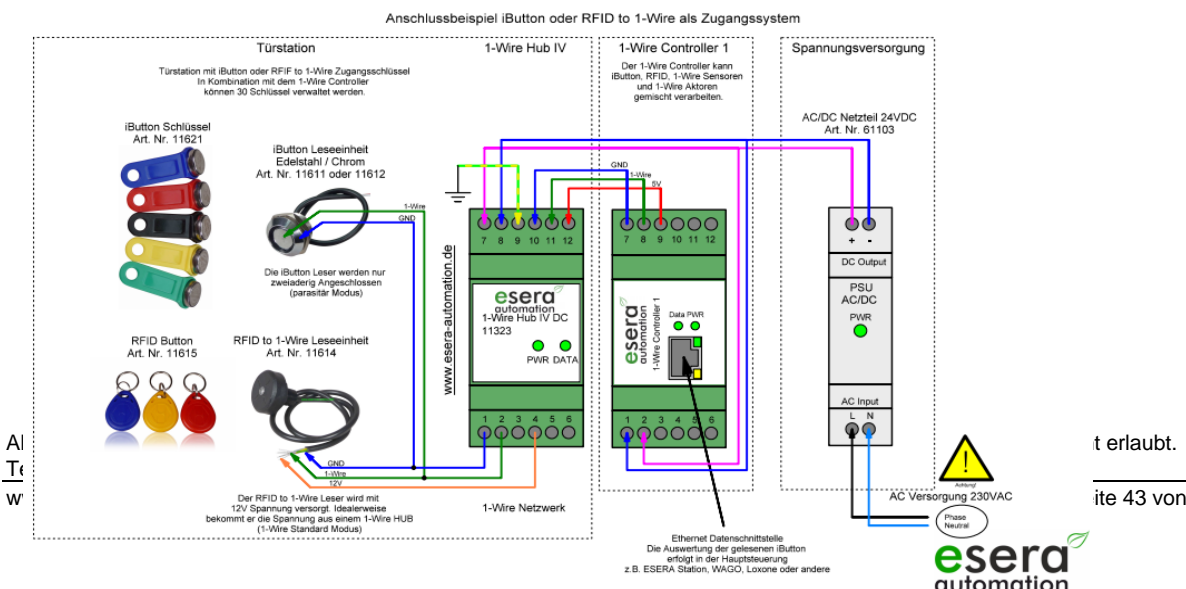 Anschlussbeispiel iButton oder RFID to 1-Wire als Zugangssystem
Türstation
Türstation mit iButton oder RFIF to 1-Wire Zugangsschlüssel
In Kombination mit dem 1-Wire Controller
können 30 Schlüssel verwaltet werden.
1-Wire Hub IV
1-Wire Controller 1
Der 1-Wire Controller kann
iButton, RFID, 1-Wire Sensoren
und 1-Wire Aktoren
gemischt verarbeiten.
Spannungsversorgung
AC/DC Netzteil 24VDC
Art. Nr. 61103
iButton Schlüssel
Art. Nr. 11621
iButton Leseeinheit
Edelstahl / Chrom
Art. Nr. 11611 oder 11612
1-Wire
GND
Die iButton Leser werden nur
zweiaderig Angeschlossen
(parasitär Modus)
GND
1-Wire
5V
7 8 9 10 11 12
7 8 9 10 11 12
+ -
DC Output
PSU
AC/DC
PWR
www.esera-automation.de
esera
automation
1-Wire Hub IV DC
11323
PWR DATA
esera
automation
1-Wire Controller 1
Data PWR
RFID Button
Art. Nr. 11615
RFID to 1-Wire Leseeinheit
Art. Nr. 11614
AC Input
L N
1 2 3 4 5 6
1 2 3 4 5 6
GND
1-Wire
12V
Der RFID to 1-Wire Leser wird mit
12V Spannung versorgt. Idealerweise
bekommt er die Spannung aus einem 1-Wire HUB
(1-Wire Standard Modus)
1-Wire Netzwerk
Achtung!
AC Versorgung 230VAC
Phase
Neutral
Ethernet Datenschnittstelle
Die Auswertung der gelesenen iButton
erfolgt in der Hauptsteuerung
z.B. ESERA Station, WAGO, Loxone oder andere
t erlaubt.
ite 43 von
esera
automation